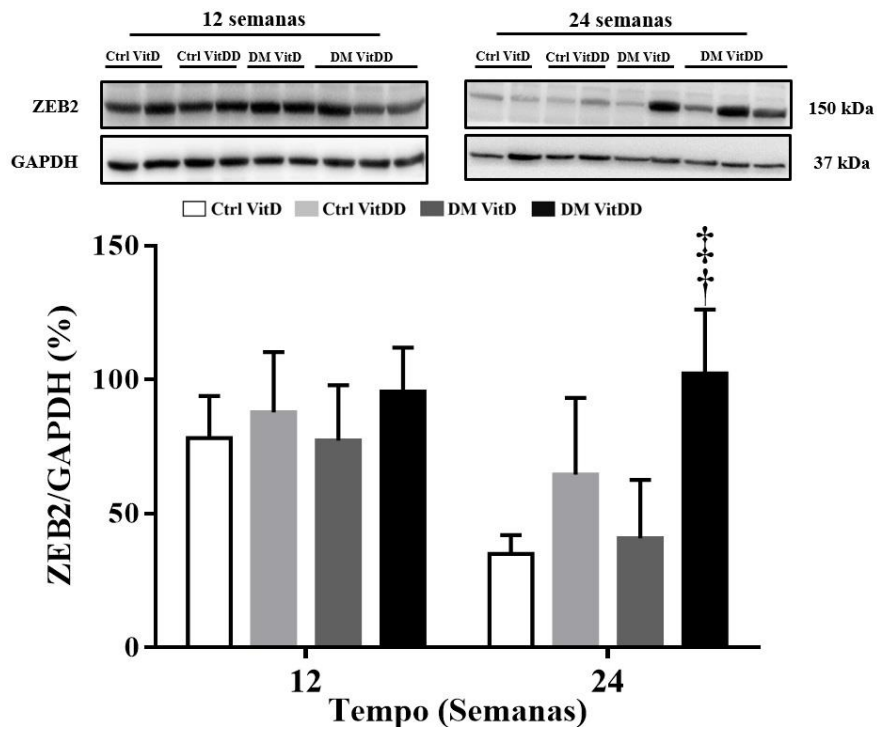 12 semanas 24 semanas
Ctrl VitD Ctrl VitDD DM VitD DM VitDD Ctrl VitD Ctrl VitDD DM VitD DM VitDD
ZEB2 150 kDa
GAPDH 37 kDa
Ctrl VitD Ctrl VitDD DM VitD DM VitDD
‡
‡
†
150
100
50
0
ZEB2/GAPDH (%)
12 24
Tempo (Semanas)